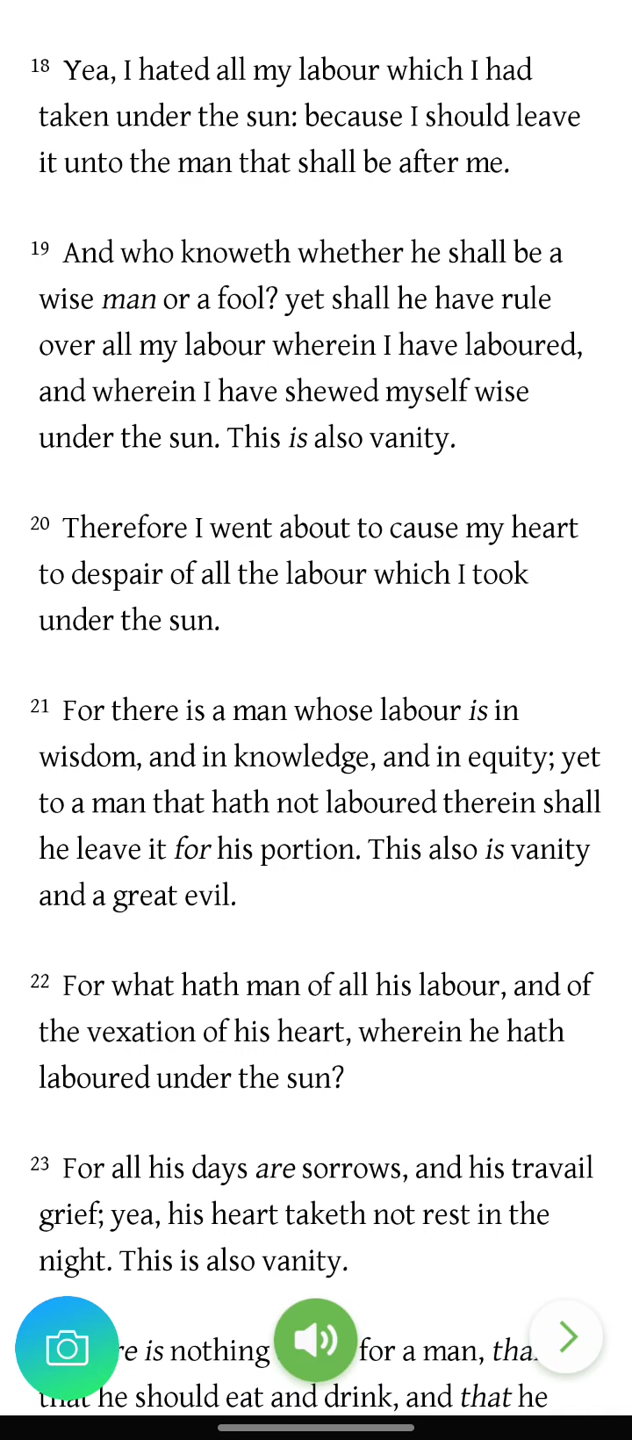 18 Yea, I hated all my labour which I had
taken under the sun: because I should leave
it unto the man that shall be after me.
19 And who knoweth whether he shall be a
wise man or a fool? yet shall he have rule
over all my labour wherein I have laboured,
and wherein I have shewed myself wise
under the sun. This is also vanity.
20 Therefore I went about to cause my heart
to despair of all the labour which I took
under the sun.
21 For there is a man whose labour is in
wisdom, and in knowledge, and in equity; yet
to a man that hath not laboured therein shall
he leave it for his portion. This also is vanity
and a great evil.
22 For what hath man of all his labour, and of
the vexation of his heart, wherein he hath
laboured under the sun?
23 For all his days are sorrows, and his travail
grief; yea, his heart taketh not rest in the
night. This is also vanity.
is nothing for a man,
he should eat and drink, and that he